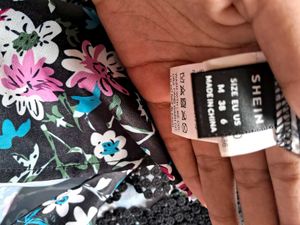 SHEIN
SIZE EU US
M 38 6
MADE IN CHINA